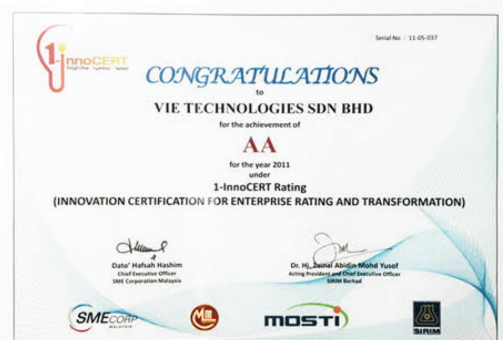 Serial No : 11-05-037
1-InnoCERT
CONGRATULATIONS
to
VIE TECHNOLOGIES SDN BHD
for the achievement of
AA
for the year 2011
under
1-InnoCERT Rating
(INNOVATION CERTIFICATION FOR ENTERPRISE RATING AND TRANSFORMATION)
Dato' Hafsah Hashim
Chief Executive Officer
SME Corporation Malaysia
Dr. Hj. Zainal Abidin Mohd Yusof
Acting President and Chief Executive Officer
SIRIM Berhad
SMECORP
MALAYSIA
MOSTI
SIRIM